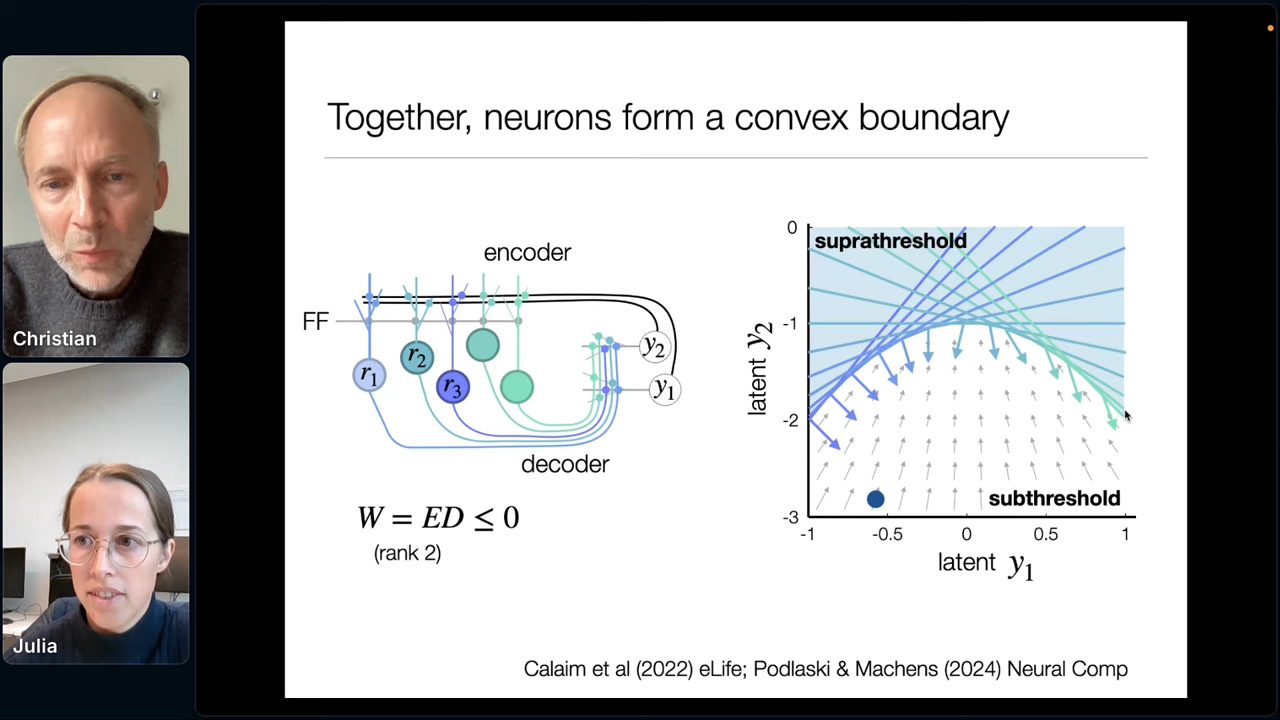 Together, neurons form a convex boundary
encoder
FF
r₁
r₂
r₃
y₂
y₁
decoder
W = ED ≤ 0
(rank 2)
suprathreshold
subthreshold
0
-1
-2
-3
latent y₂
-1
-0.5
0
0.5
1
latent y₁
Calaim et al (2022) eLife; Podlaski & Machens (2024) Neural Comp
Christian
Julia